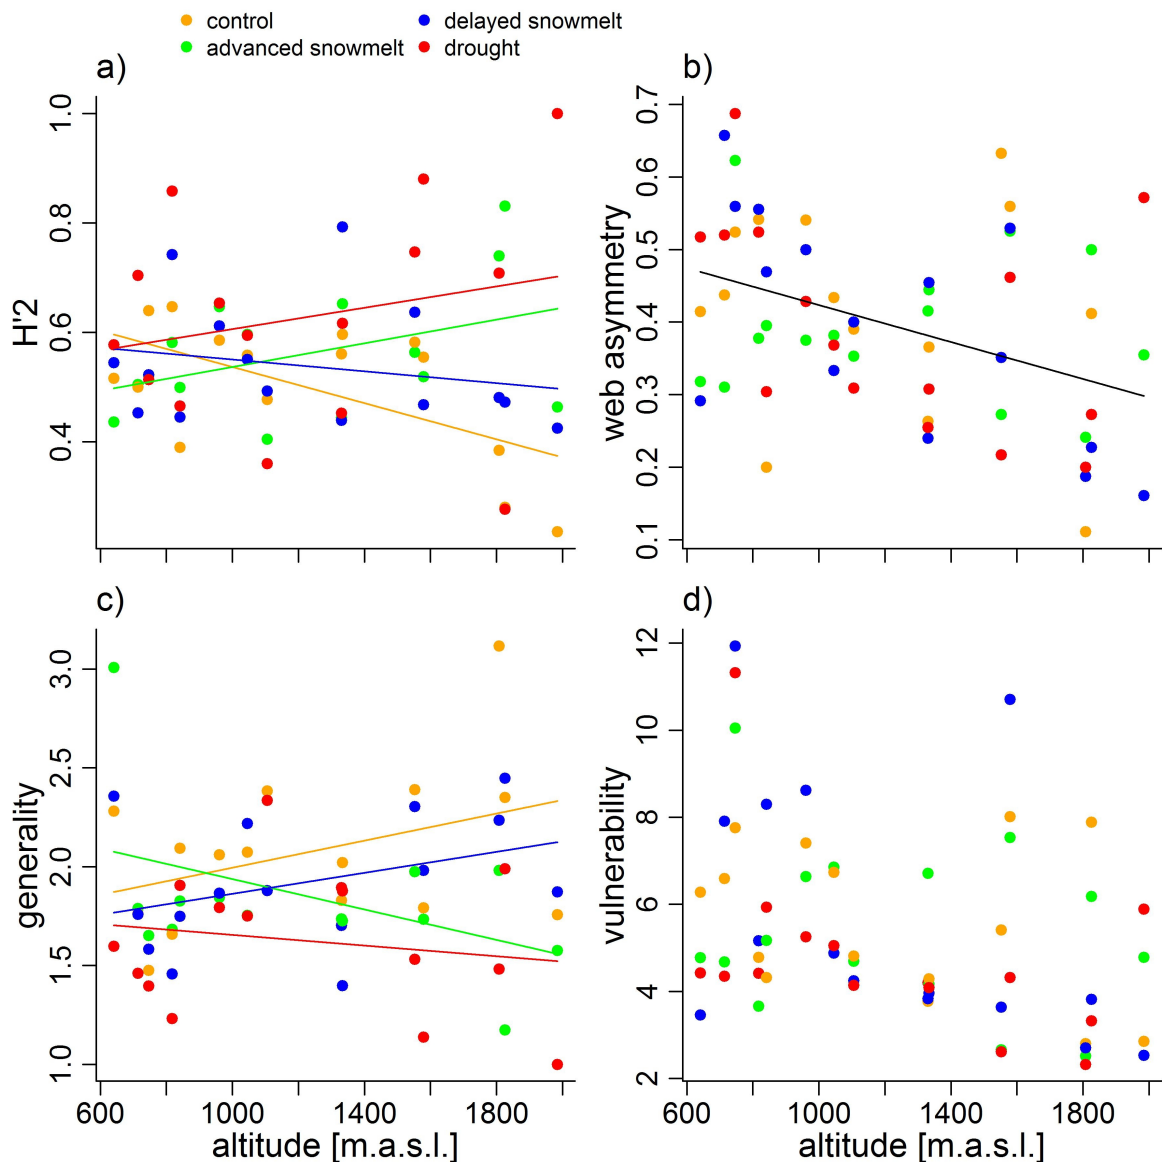 control
delayed snowmelt
advanced snowmelt
drought
a)
H'2
1.0
0.8
0.6
0.4
b)
web asymmetry
0.7
0.6
0.5
0.4
0.3
0.2
0.1
c)
generality
3.0
2.5
2.0
1.5
1.0
600 1000 1400 1800
altitude [m.a.s.l.]
d)
vulnerability
12
10
8
6
4
2
600 1000 1400 1800
altitude [m.a.s.l.]